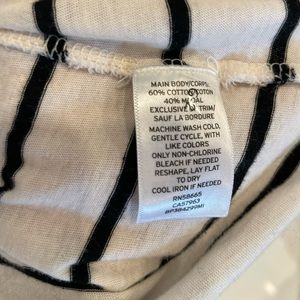 MAIN BODY/CORPS:
60% COTTON/COTON
40% MODAL
EXCLUSIVE OF TRIM/
SAUF LA BORDURE
MACHINE WASH COLD,
GENTLE CYCLE, WITH
LIKE COLORS
ONLY NON-CHLORINE
BLEACH IF NEEDED
RESHAPE, LAY FLAT
TO DRY
COOL IRON IF NEEDED
RN58665
CA57963
BP384299MI